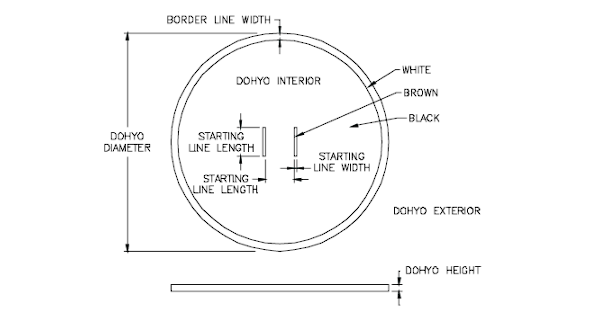 BORDER LINE WIDTH
DOHYO INTERIOR
WHITE
BROWN
BLACK
DOHYO
DIAMETER
STARTING
LINE LENGTH
STARTING
LINE WIDTH
STARTING
LINE LENGTH
DOHYO EXTERIOR
DOHYO HEIGHT